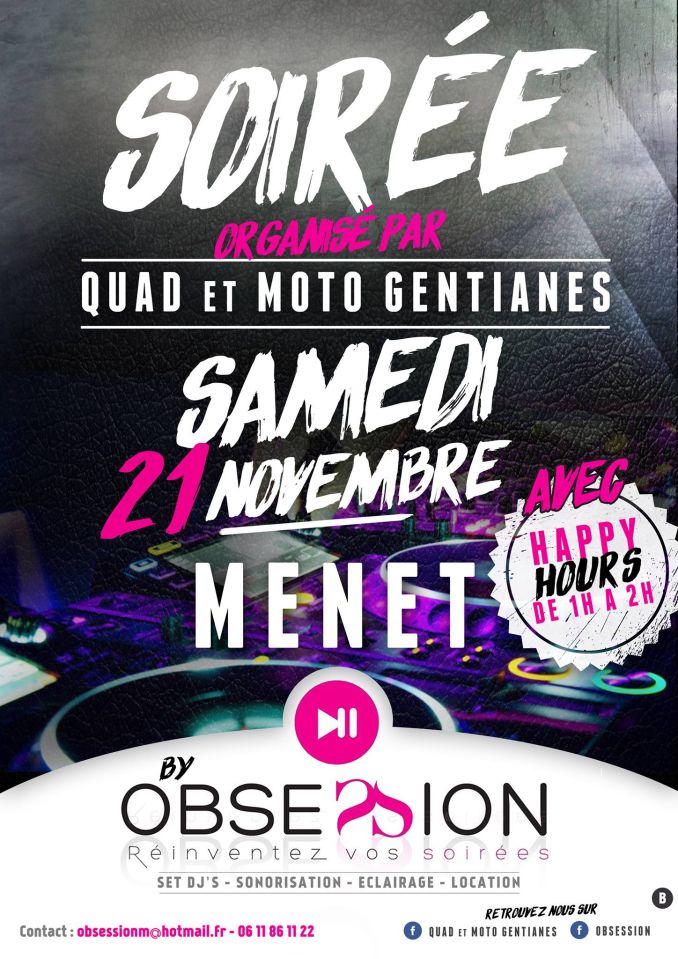 SOIRÉE
ORGANISÉ PAR
QUAD ET MOTO GENTIANES
SAMEDI
21 NOVEMBRE
AVEC
HAPPY
HOURS
DE 1H A 2H
MENET
BY
OBSESSION
Réinventez vos soirées
SET DJ'S - SONORISATION - ECLAIRAGE - LOCATION
B
RETROUVEZ NOUS SUR
Contact : obsessionm@hotmail.fr - 06 11 86 11 22
f QUAD ET MOTO GENTIANES f OBSESSION